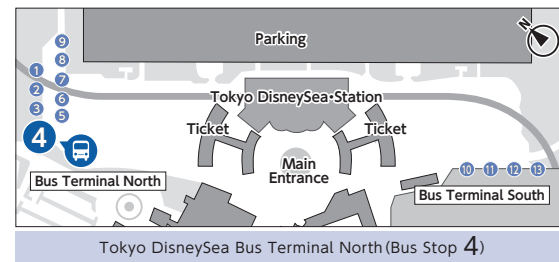 N
Parking
9
8
1
7
2
6
3
5
4
Tokyo DisneySea・Station
Ticket
Ticket
Main
Entrance
Bus Terminal North
10 11 12 13
Bus Terminal South
Tokyo DisneySea Bus Terminal North (Bus Stop 4)